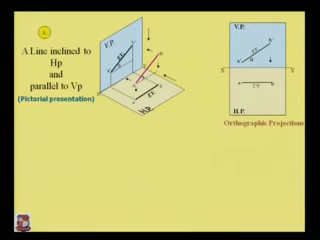 A
A Line inclined to
Hp
and
parallel to Vp
(Pictorial presentation)
V.P.
F.V.
T.V.
H.P.
V.P.
b'
F.V.
a'
X
Y
T.V.
H.P.
Orthographic Projections